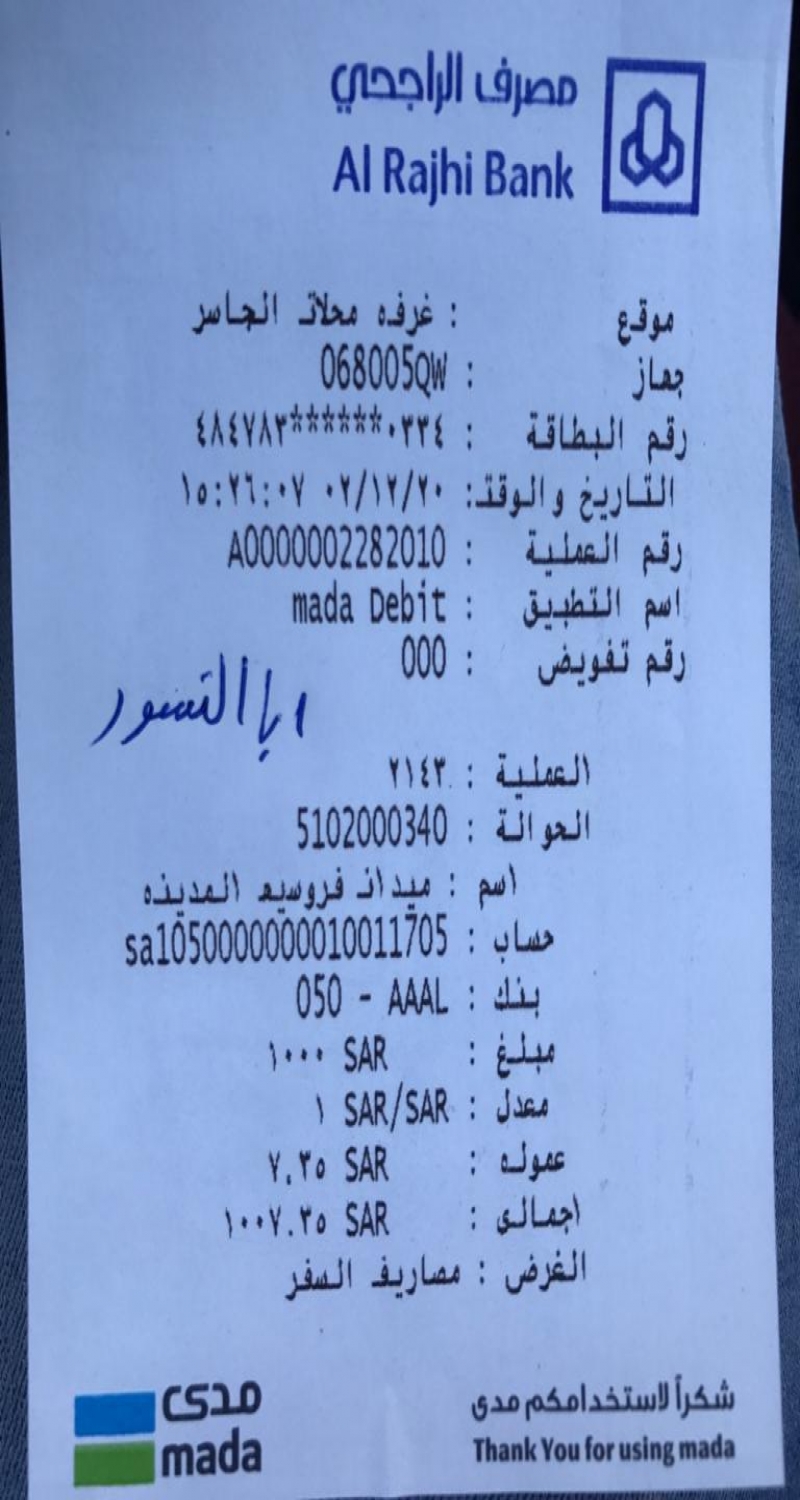 مصرف الراجحي
Al Rajhi Bank
موقع : غرفه محلات الجاسر
جهاز : 068005QW
رقم البطاقة : ٤٨٤٧٨٣******٠٣٣٤
التاريخ والوقت: ٠٢/١٢/٢٠ ١٥:٢٦:٠٧
رقم العملية : A0000002282010
اسم التطبيق : mada Debit
رقم تفويض : 000
العملية : ٢١٤٣
الحوالة : 5102000340
اسم : ميدان فروسيه المدينه
حساب : sa1050000000010011705
بنك : 050 - AAAL
مبلغ : ١٠٠٠ SAR
معدل : ١ SAR/SAR
عموله : ٧.٣٥ SAR
اجمالى : ١٠٠٧.٣٥ SAR
الغرض : مصاريف السفر
شكراً لاستخدامكم مدى
Thank You for using mada
مدى
mada